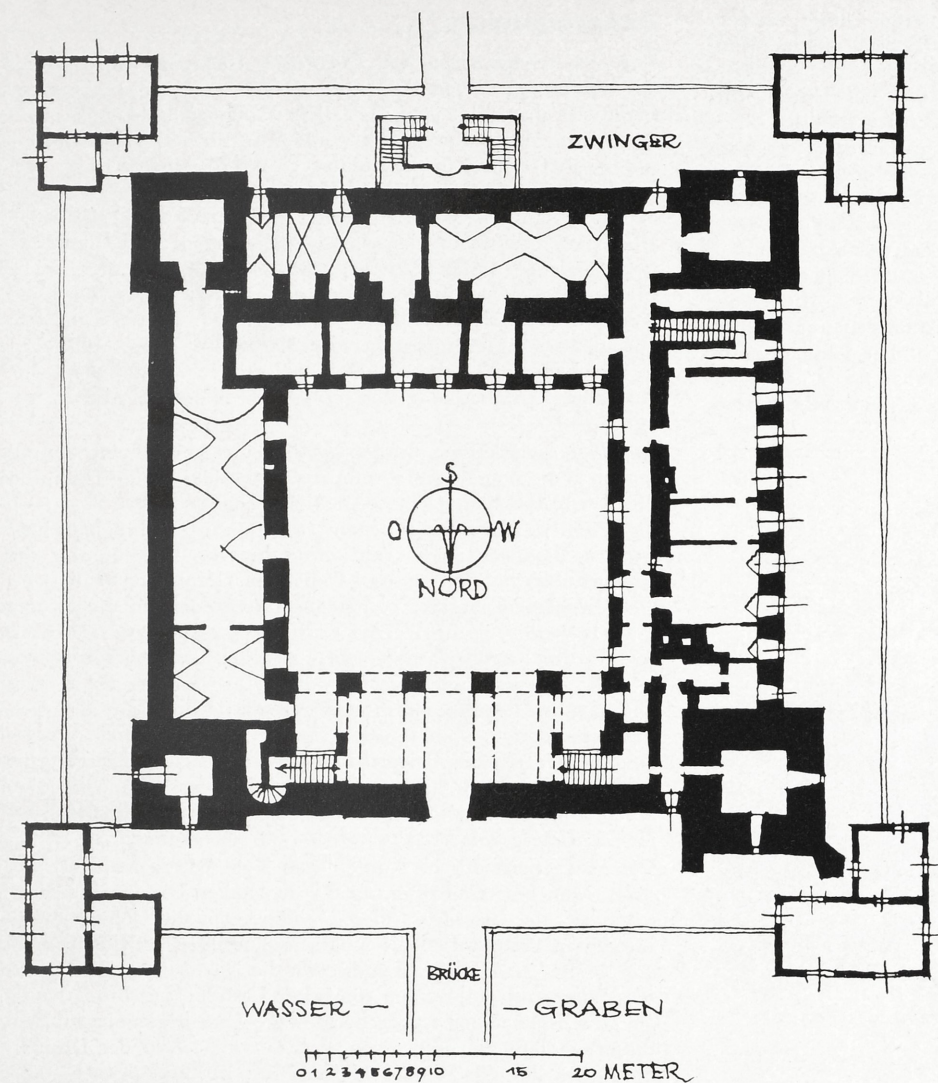 ZWINGER
S
O W
NORD
BRÜCKE
WASSER — — GRABEN
0 1 2 3 4 5 6 7 8 9 10 15 20 METER